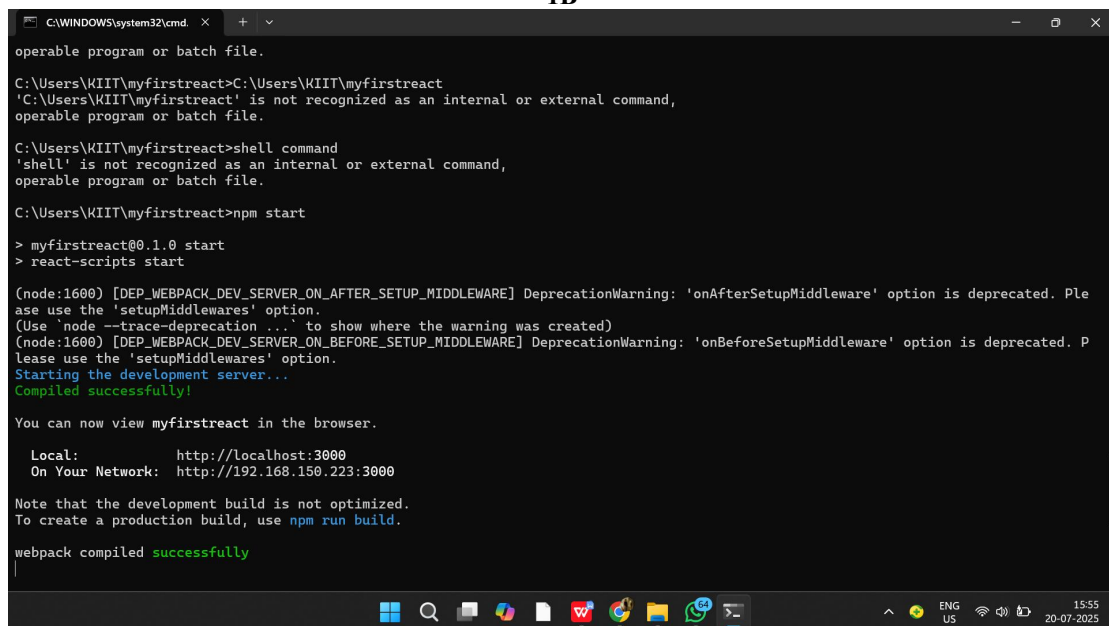 C:\WINDOWS\system32\cmd.
operable program or batch file.
C:\Users\KIIT\myfirstreact>C:\Users\KIIT\myfirstreact
'C:\Users\KIIT\myfirstreact' is not recognized as an internal or external command,
operable program or batch file.
C:\Users\KIIT\myfirstreact>shell command
'shell' is not recognized as an internal or external command,
operable program or batch file.
C:\Users\KIIT\myfirstreact>npm start
> myfirstreact@0.1.0 start
> react-scripts start
(node:1600) [DEP_WEBPACK_DEV_SERVER_ON_AFTER_SETUP_MIDDLEWARE] DeprecationWarning: 'onAfterSetupMiddleware' option is deprecated. Ple
ase use the 'setupMiddlewares' option.
(Use `node --trace-deprecation ...` to show where the warning was created)
(node:1600) [DEP_WEBPACK_DEV_SERVER_ON_BEFORE_SETUP_MIDDLEWARE] DeprecationWarning: 'onBeforeSetupMiddleware' option is deprecated. P
lease use the 'setupMiddlewares' option.
Starting the development server...
Compiled successfully!
You can now view myfirstreact in the browser.
Local: http://localhost:3000
On Your Network: http://192.168.150.223:3000
Note that the development build is not optimized.
To create a production build, use npm run build.
webpack compiled successfully
64
ENG
US
15:55
20-07-2025